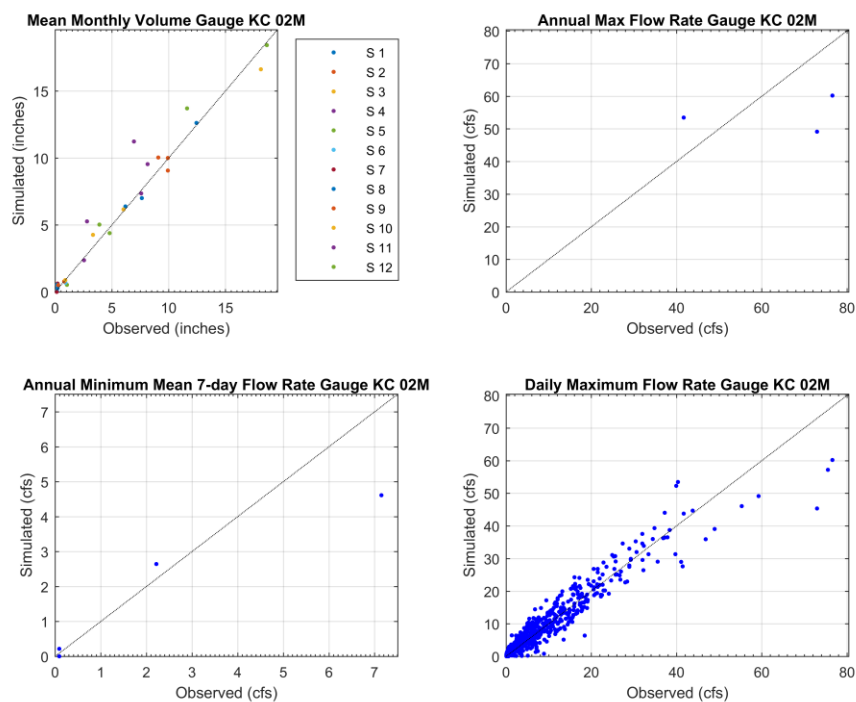 Mean Monthly Volume Gauge KC 02M
Simulated (inches)
15
10
5
0
0 5 10 15
Observed (inches)
S 1
S 2
S 3
S 4
S 5
S 6
S 7
S 8
S 9
S 10
S 11
S 12
Annual Max Flow Rate Gauge KC 02M
Simulated (cfs)
80
70
60
50
40
30
20
10
0
0 20 40 60 80
Observed (cfs)
Annual Minimum Mean 7-day Flow Rate Gauge KC 02M
Simulated (cfs)
7
6
5
4
3
2
1
0
0 1 2 3 4 5 6 7
Observed (cfs)
Daily Maximum Flow Rate Gauge KC 02M
Simulated (cfs)
80
70
60
50
40
30
20
10
0
0 20 40 60 80
Observed (cfs)